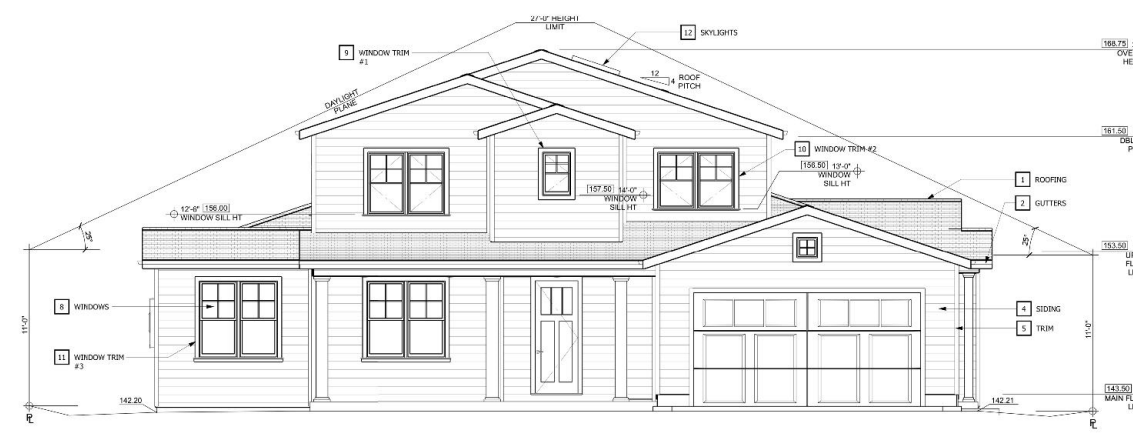 27'-0" HEIGHT
LIMIT
12 SKYLIGHTS
9 WINDOW TRIM
#1
168.75
OVE
HE
12
4
ROOF
PITCH
DAYLIGHT
PLANE
161.50
DBL
P
10 WINDOW TRIM #2
156.50 13'-0"
WINDOW
SILL HT
157.50 14'-0"
WINDOW
SILL HT
1 ROOFING
12'-6" 156.00
WINDOW SILL HT
2 GUTTERS
25°
25°
153.50
FL
8 WINDOWS
4 SIDING
5 TRIM
11'-0"
11'-0"
11 WINDOW TRIM
#3
143.50
MAIN FL
142.20
142.21
PL
PL